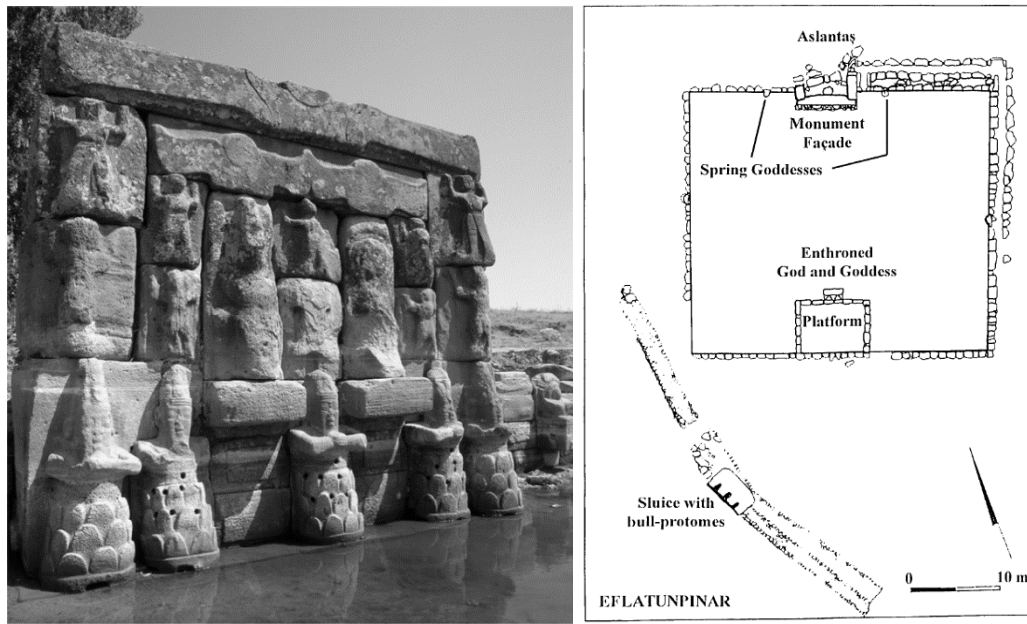 Aslantaş
Monument
Façade
Spring Goddesses
Enthroned
God and Goddess
Platform
Sluice with
bull-protomes
0 10 m
EFLATUNPINAR